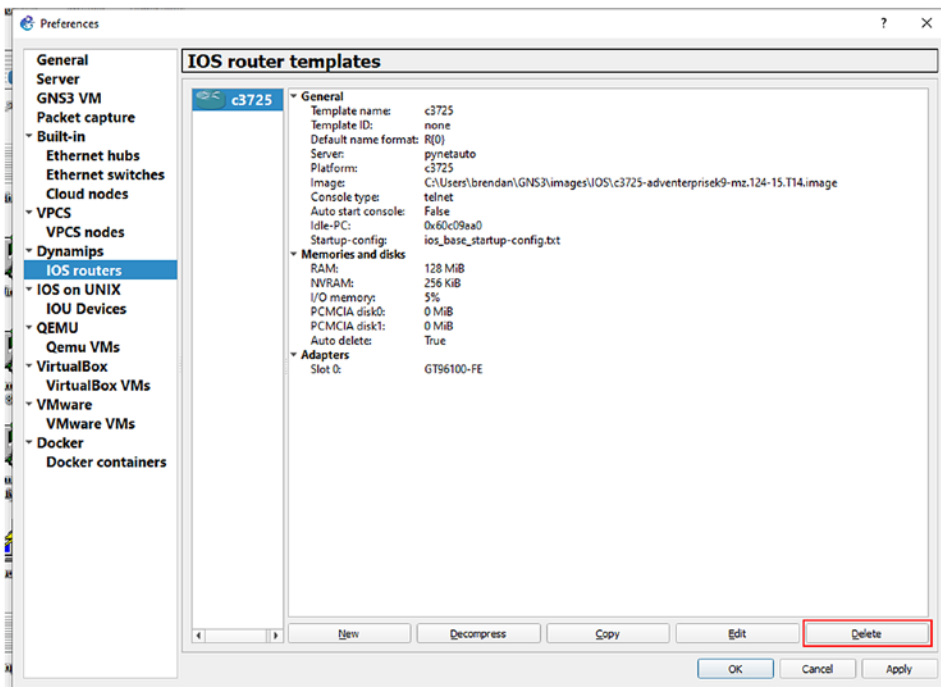 Preferences
?
General
Server
GNS3 VM
Packet capture
Built-in
Ethernet hubs
Ethernet switches
Cloud nodes
VPCS
VPCS nodes
Dynamips
IOS routers
IOS on UNIX
IOU Devices
QEMU
Qemu VMs
VirtualBox
VirtualBox VMs
VMware
VMware VMs
Docker
Docker containers
IOS router templates
c3725
General
Template name: c3725
Template ID: none
Default name format: R{0}
Server: pynetauto
Platform: c3725
Image: C:\Users\brendan\GNS3\images\IOS\c3725-adventerprisek9-mz.124-15.T14.image
Console type: telnet
Auto start console: False
Idle-PC: 0x60c09aa0
Startup-config: ios_base_startup-config.txt
Memories and disks
RAM: 128 MiB
NVRAM: 256 KiB
I/O memory: 5%
PCMCIA disk0: 0 MiB
PCMCIA disk1: 0 MiB
Auto delete: True
Adapters
Slot 0: GT96100-FE
New Decompress Copy Edit Delete
OK Cancel Apply